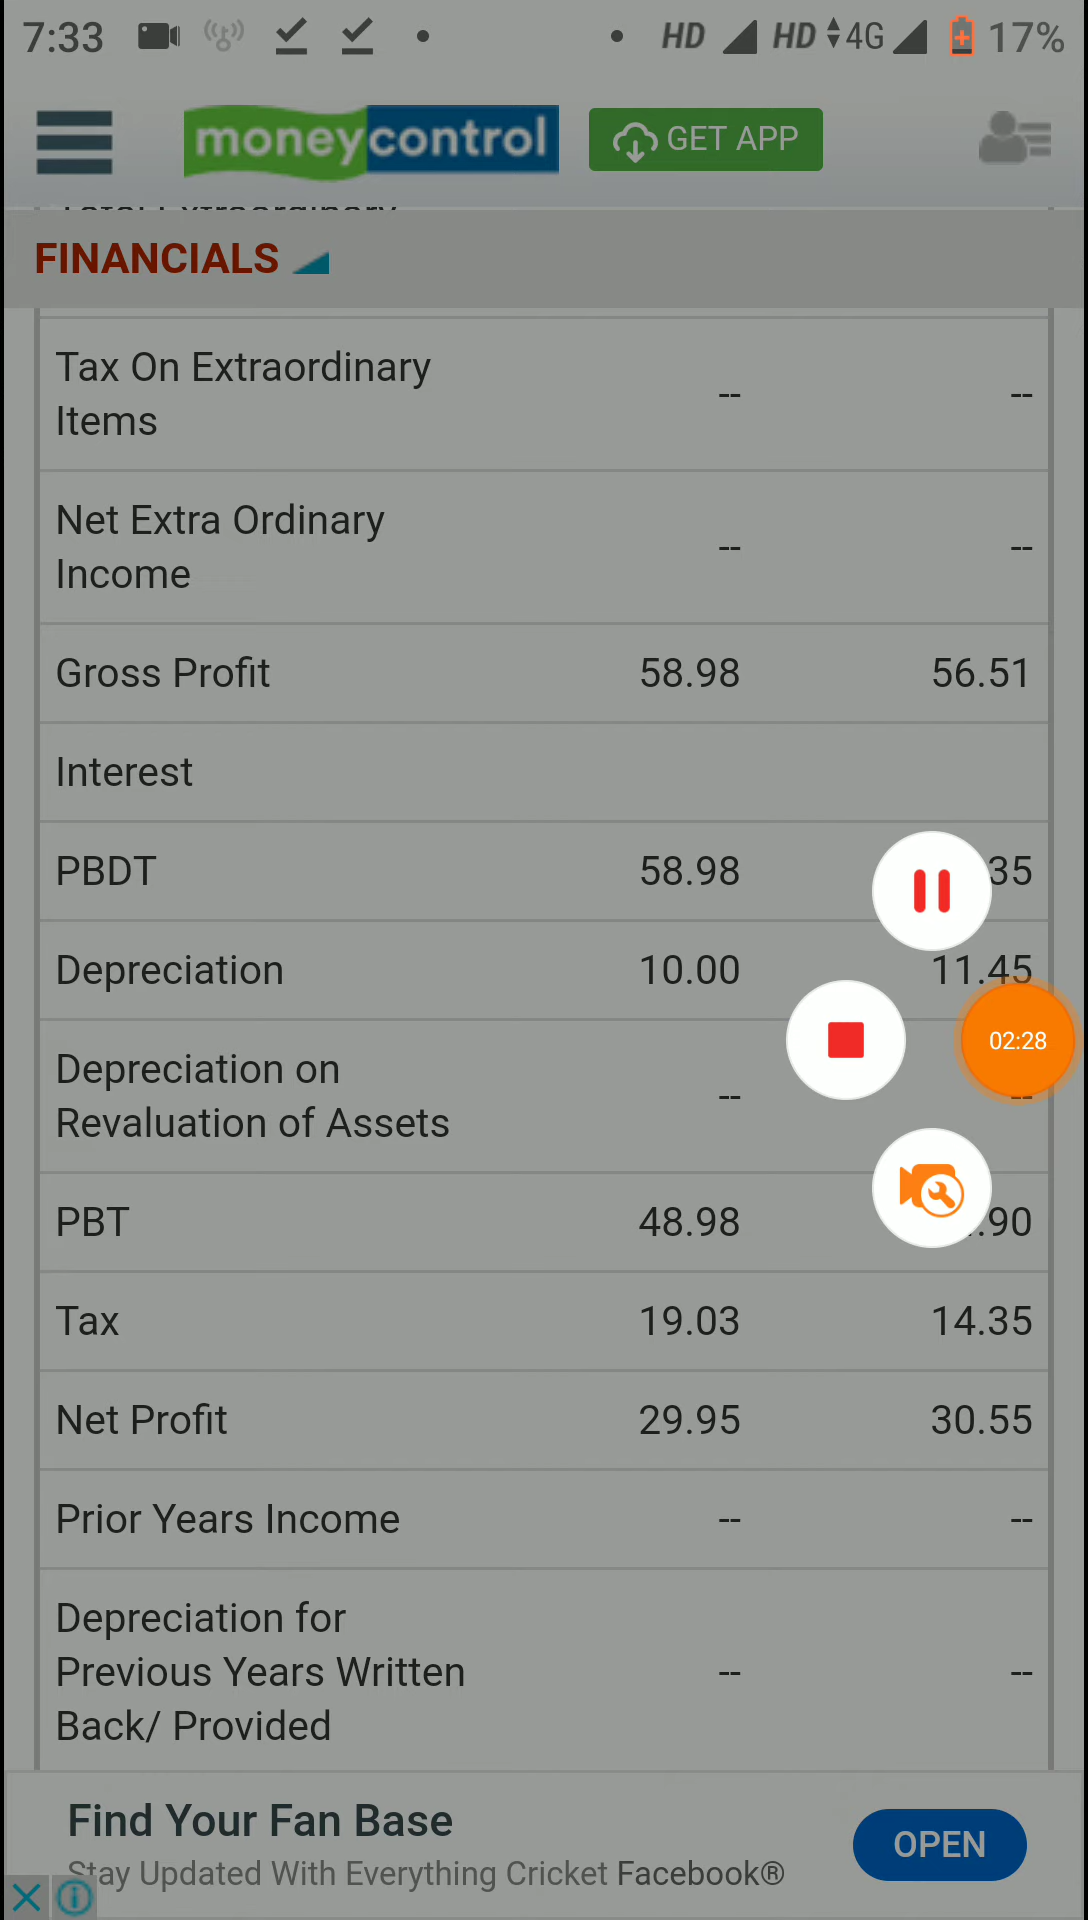 7:33 HD HD 4G 17%
moneycontrol GET APP
FINANCIALS
Tax On Extraordinary
Items -- --
Net Extra Ordinary
Income -- --
Gross Profit 58.98 56.51
Interest
PBDT 58.98 35
Depreciation 10.00 11.45
02:28
Depreciation on
Revaluation of Assets -- --
PBT 48.98 .90
Tax 19.03 14.35
Net Profit 29.95 30.55
Prior Years Income -- --
Depreciation for
Previous Years Written -- --
Back/ Provided
Find Your Fan Base
OPEN
Stay Updated With Everything Cricket Facebook®